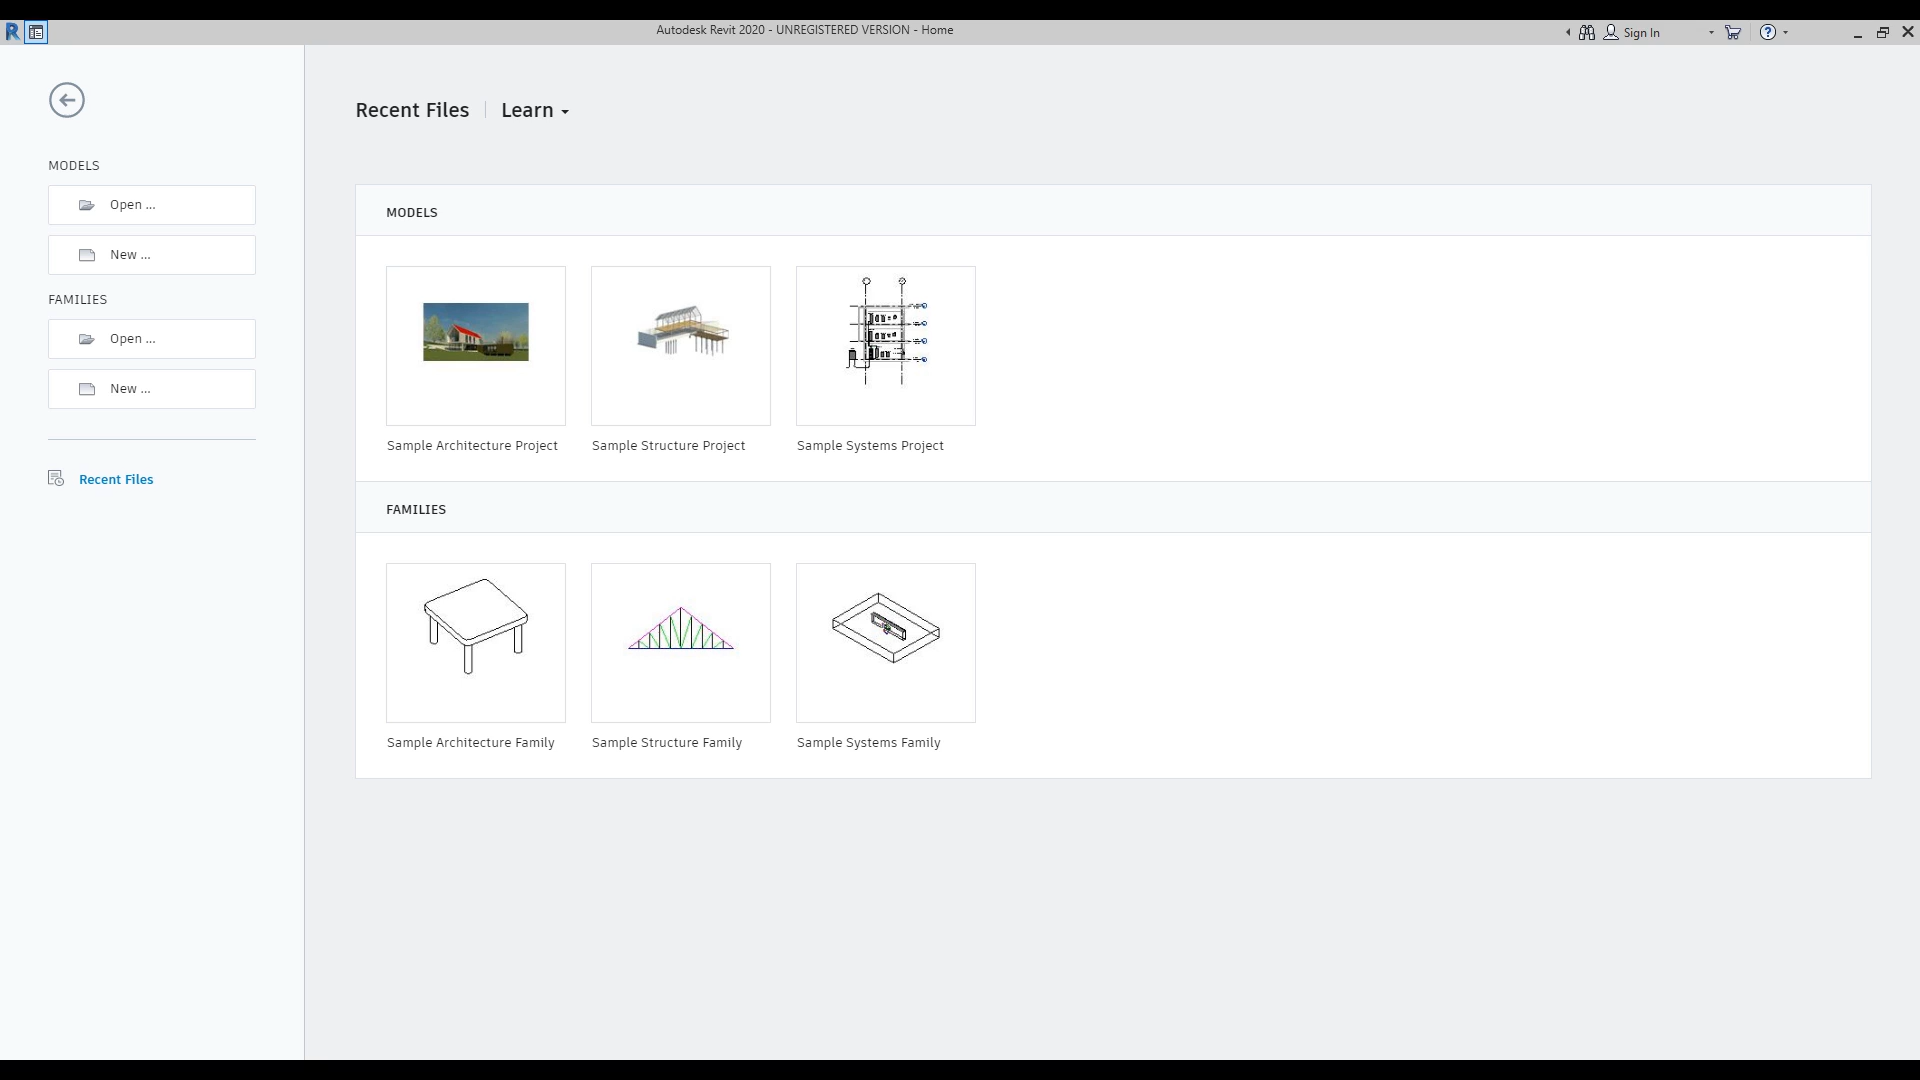 Autodesk Revit 2020 - UNREGISTERED VERSION - Home
Sign In
Recent Files
Learn
MODELS
Open ...
New ...
FAMILIES
Open ...
New ...
Recent Files
MODELS
Sample Architecture Project
Sample Structure Project
Sample Systems Project
FAMILIES
Sample Architecture Family
Sample Structure Family
Sample Systems Family